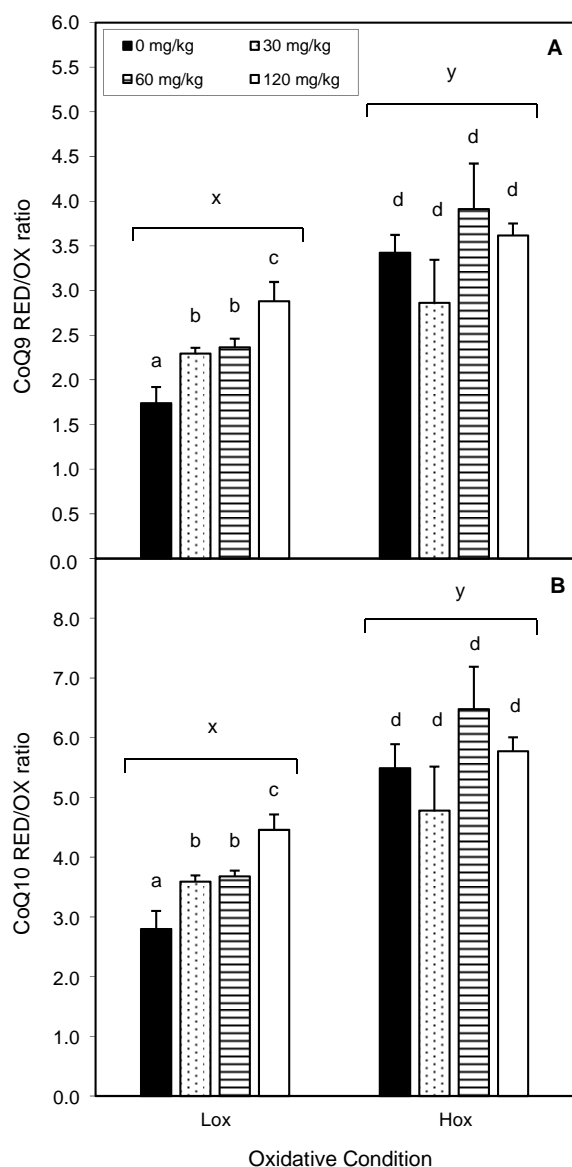 6.0
0 mg/kg 30 mg/kg
60 mg/kg 120 mg/kg
A
5.5
y
5.0
d
4.5
x
d d d
4.0
3.5
c
3.0
b b
2.5
a
2.0
1.5
1.0
0.5
0.0
CoQ9 RED/OX ratio
B
y
8.0
d
7.0
x
d d d
6.0
c
5.0
b b
4.0
a
3.0
2.0
1.0
0.0
CoQ10 RED/OX ratio
Lox Hox
Oxidative Condition